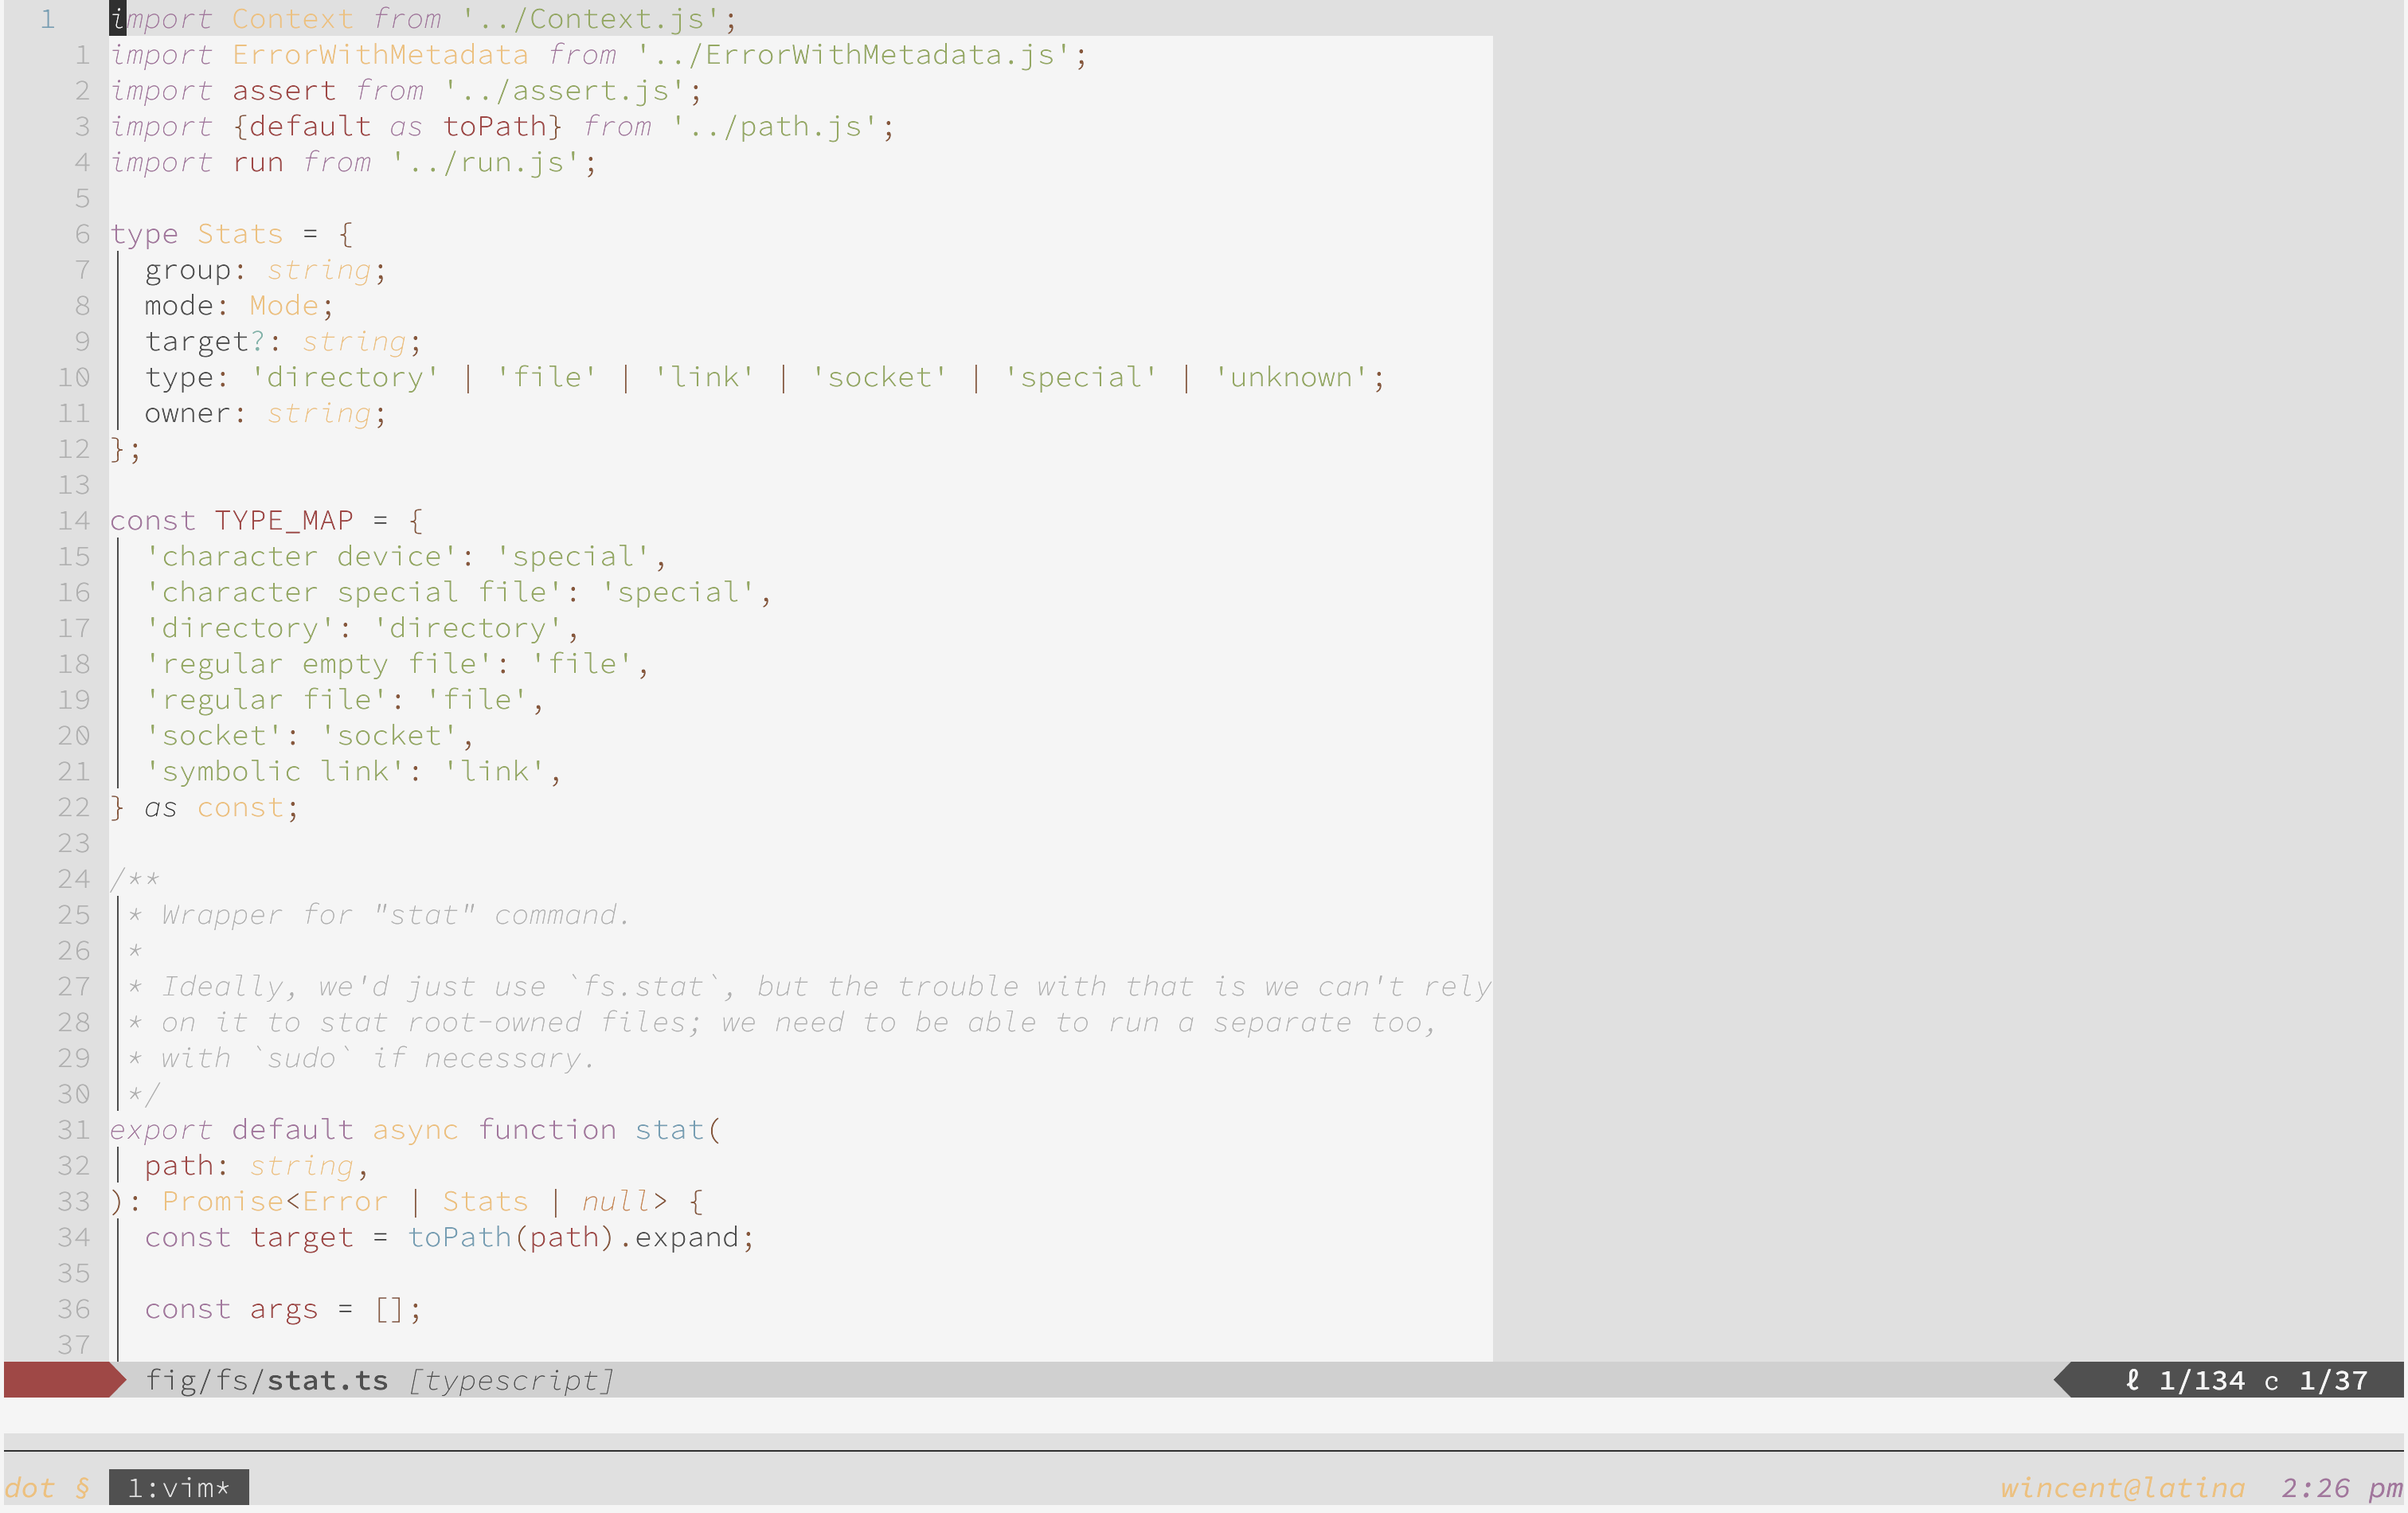 1 import Context from '../Context.js';
1 import ErrorWithMetadata from '../ErrorWithMetadata.js';
2 import assert from '../assert.js';
3 import {default as toPath} from '../path.js';
4 import run from '../run.js';
5
6 type Stats = {
7   group: string;
8   mode: Mode;
9   target?: string;
10   type: 'directory' | 'file' | 'link' | 'socket' | 'special' | 'unknown';
11   owner: string;
12 };
13
14 const TYPE_MAP = {
15   'character device': 'special',
16   'character special file': 'special',
17   'directory': 'directory',
18   'regular empty file': 'file',
19   'regular file': 'file',
20   'socket': 'socket',
21   'symbolic link': 'link',
22 } as const;
23
24 /**
25  * Wrapper for "stat" command.
26  *
27  * Ideally, we'd just use `fs.stat`, but the trouble with that is we can't rely
28  * on it to stat root-owned files; we need to be able to run a separate too,
29  * with `sudo` if necessary.
30  */
31 export default async function stat(
32   path: string,
33 ): Promise<Error | Stats | null> {
34   const target = toPath(path).expand;
35
36   const args = [];
37
fig/fs/stat.ts [typescript] ℓ 1/134 c 1/37
dot § 1:vim* wincent@latina 2:26 pm